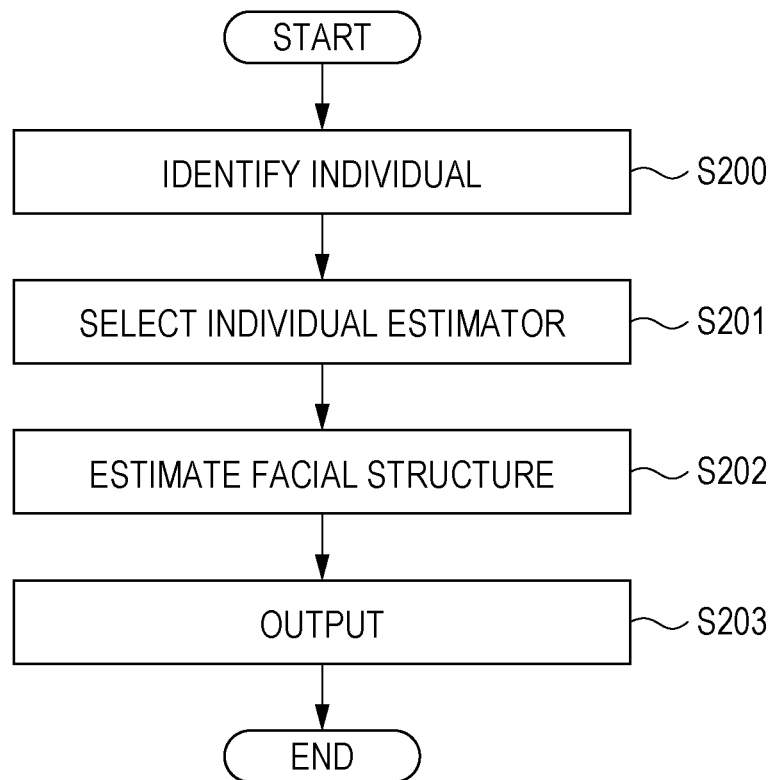 START
IDENTIFY INDIVIDUAL
S200
SELECT INDIVIDUAL ESTIMATOR
S201
ESTIMATE FACIAL STRUCTURE
S202
OUTPUT
S203
END